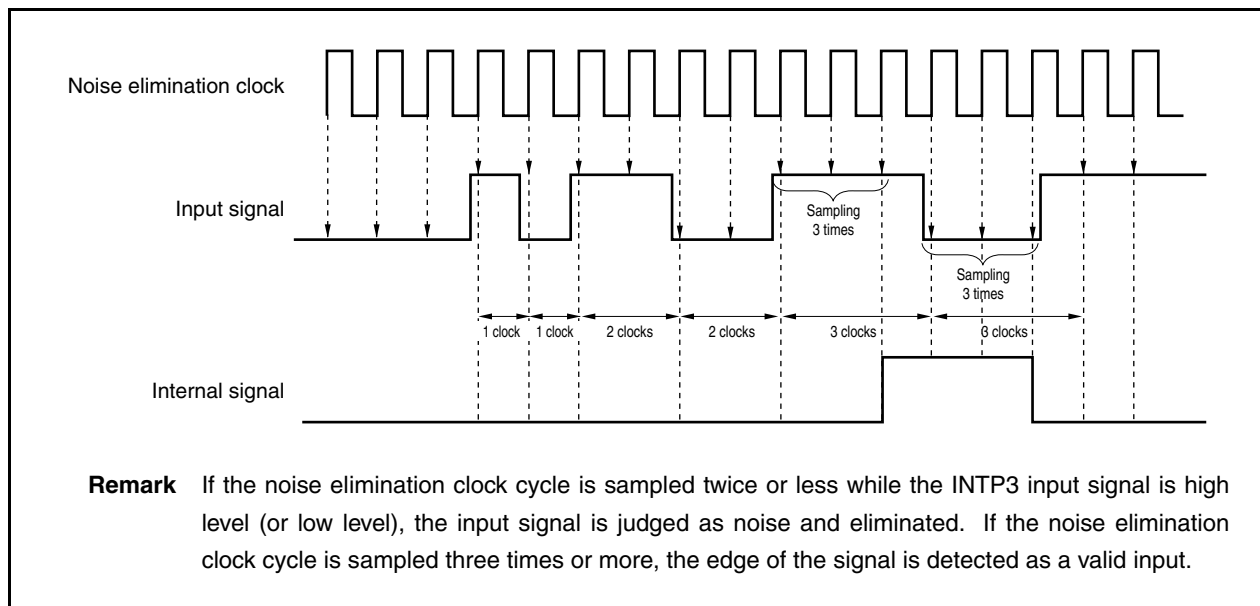 Noise elimination clock
Input signal
Sampling
3 times
Sampling
3 times
1 clock
1 clock
2 clocks
2 clocks
3 clocks
3 clocks
Internal signal
Remark If the noise elimination clock cycle is sampled twice or less while the INTP3 input signal is high
level (or low level), the input signal is judged as noise and eliminated. If the noise elimination
clock cycle is sampled three times or more, the edge of the signal is detected as a valid input.